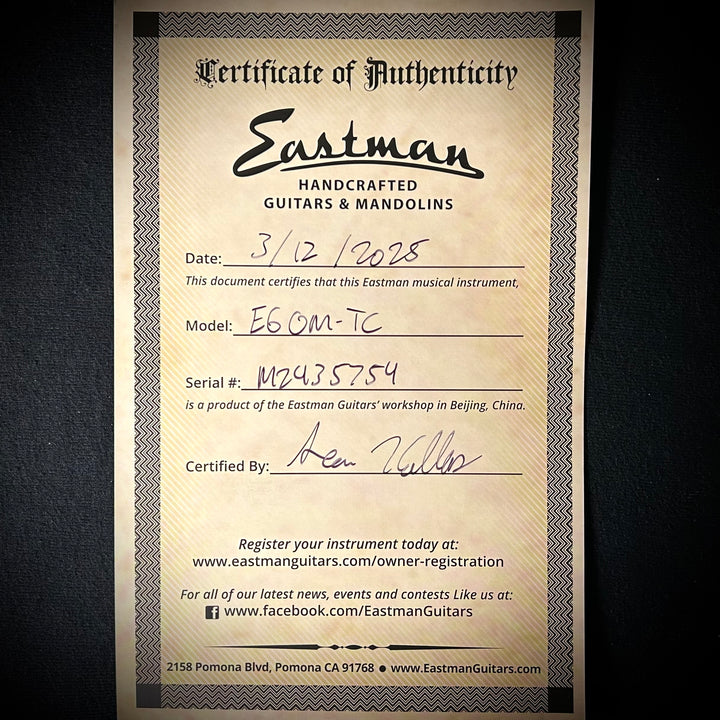 Certificate of Authenticity
Eastman
HANDCRAFTED
GUITARS & MANDOLINS
Date: 3/12/2025
This document certifies that this Eastman musical instrument,
Model: E6OM-TC
Serial #: M2435754
is a product of the Eastman Guitars' workshop in Beijing, China.
Certified By:
Register your instrument today at:
www.eastmanguitars.com/owner-registration
For all of our latest news, events and contests Like us at:
f www.facebook.com/EastmanGuitars
2158 Pomona Blvd, Pomona CA 91768 ● www.EastmanGuitars.com